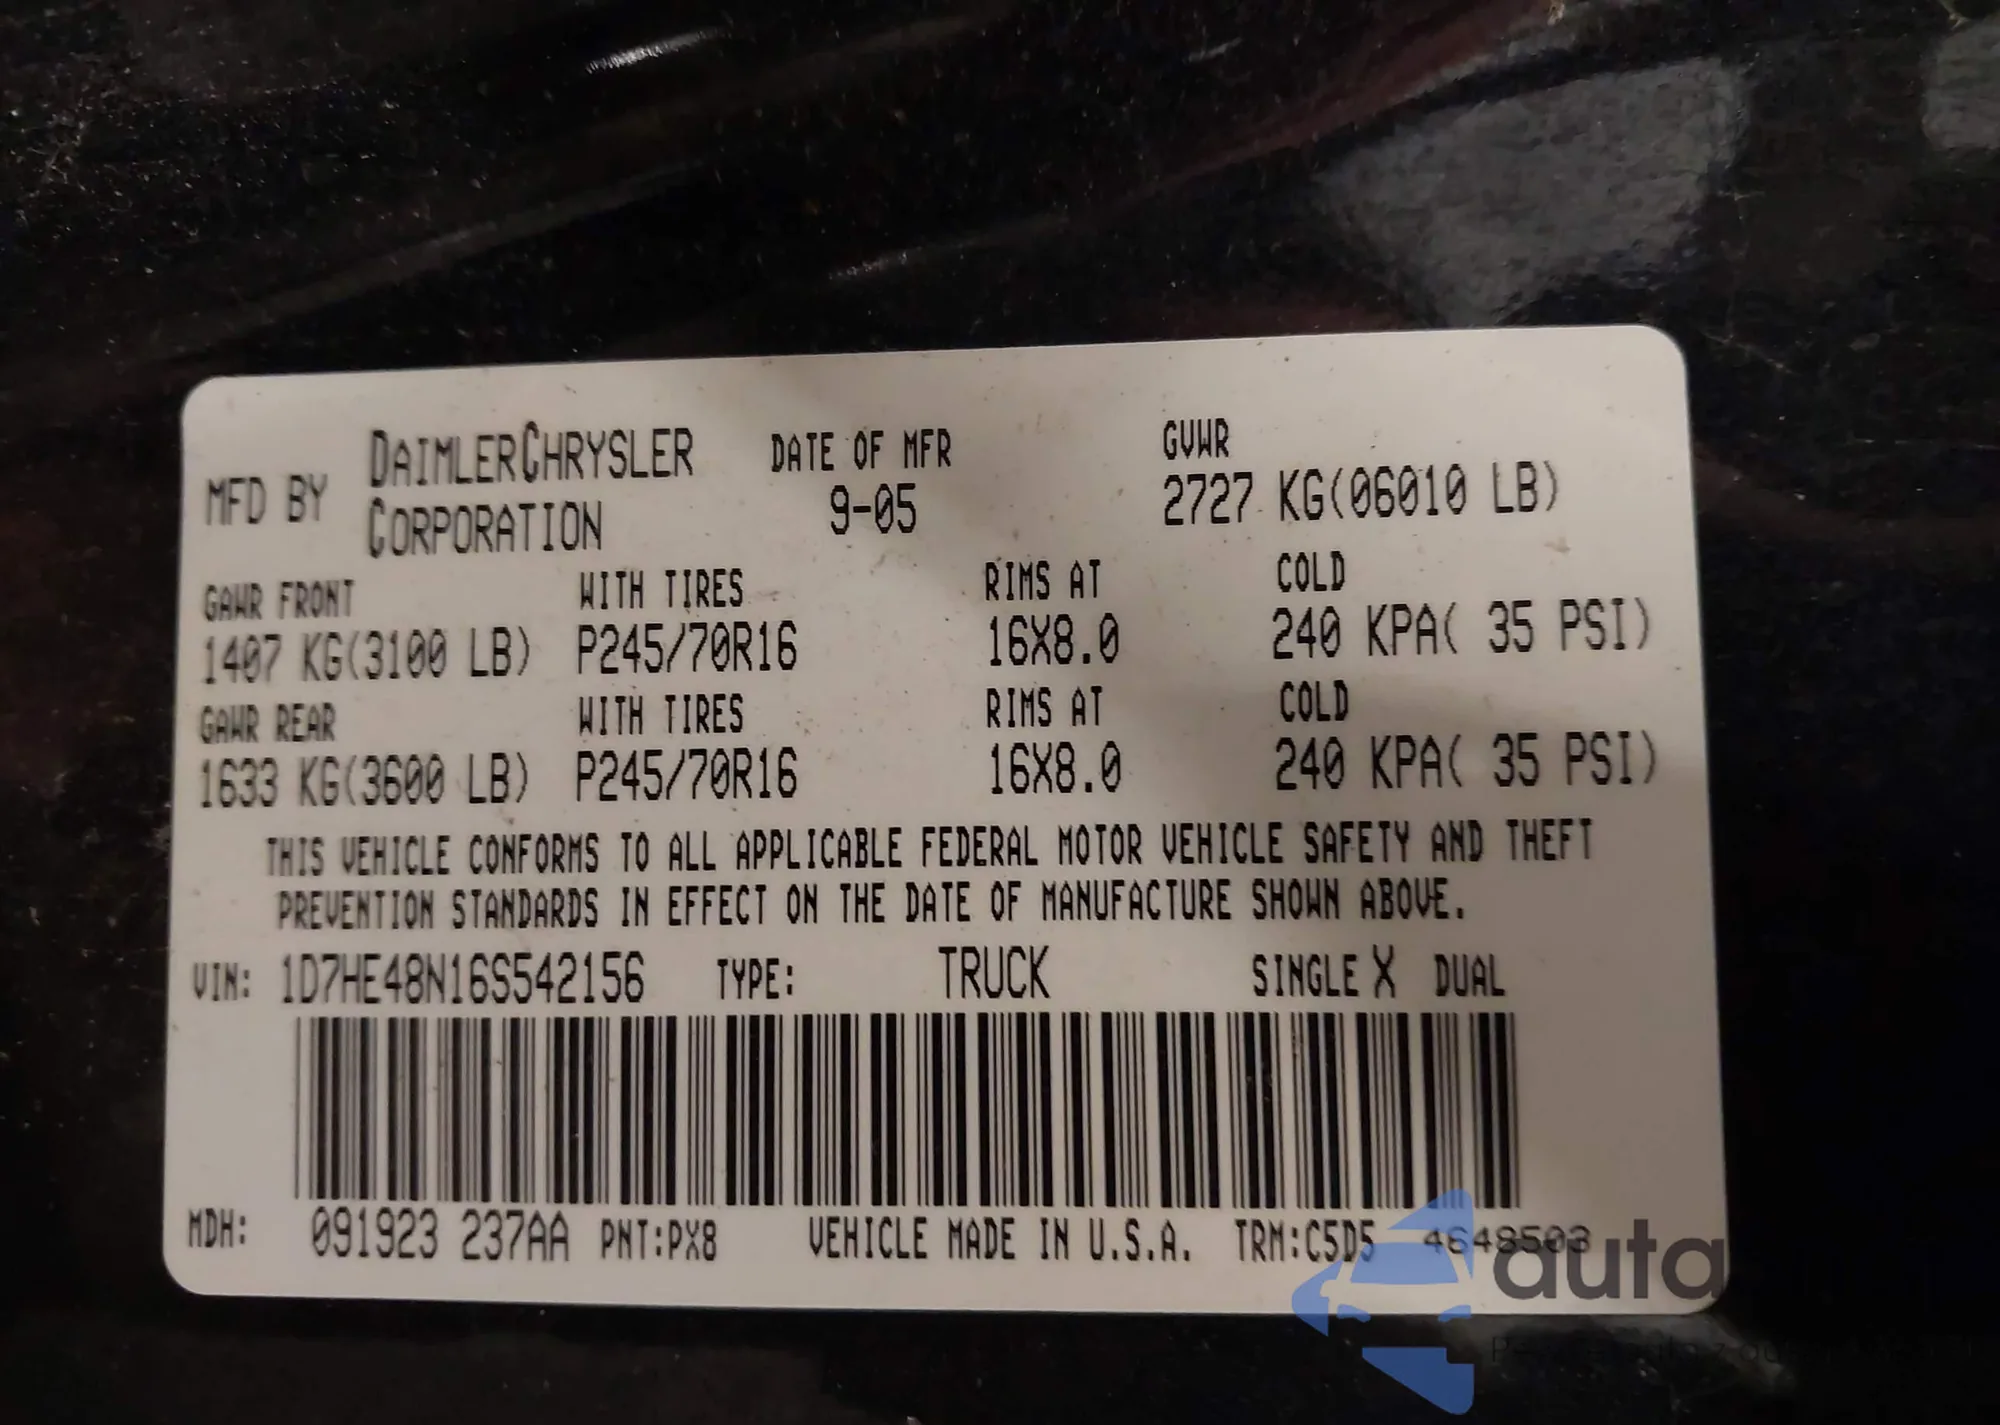 MFD BY DAIMLERCHRYSLER CORPORATION
DATE OF MFR
9-05
GVWR
2727 KG(06010 LB)
GAWR FRONT WITH TIRES RIMS AT COLD
1407 KG(3100 LB) P245/70R16 16X8.0 240 KPA( 35 PSI)
GAWR REAR WITH TIRES RIMS AT COLD
1633 KG(3600 LB) P245/70R16 16X8.0 240 KPA( 35 PSI)
THIS VEHICLE CONFORMS TO ALL APPLICABLE FEDERAL MOTOR VEHICLE SAFETY AND THEFT
PREVENTION STANDARDS IN EFFECT ON THE DATE OF MANUFACTURE SHOWN ABOVE.
VIN: 1D7HE48N16S542156 TYPE: TRUCK SINGLE X DUAL
MDH: 091923 237AA PNT:PX8 VEHICLE MADE IN U.S.A. TRM:C5D5 4648503
auta